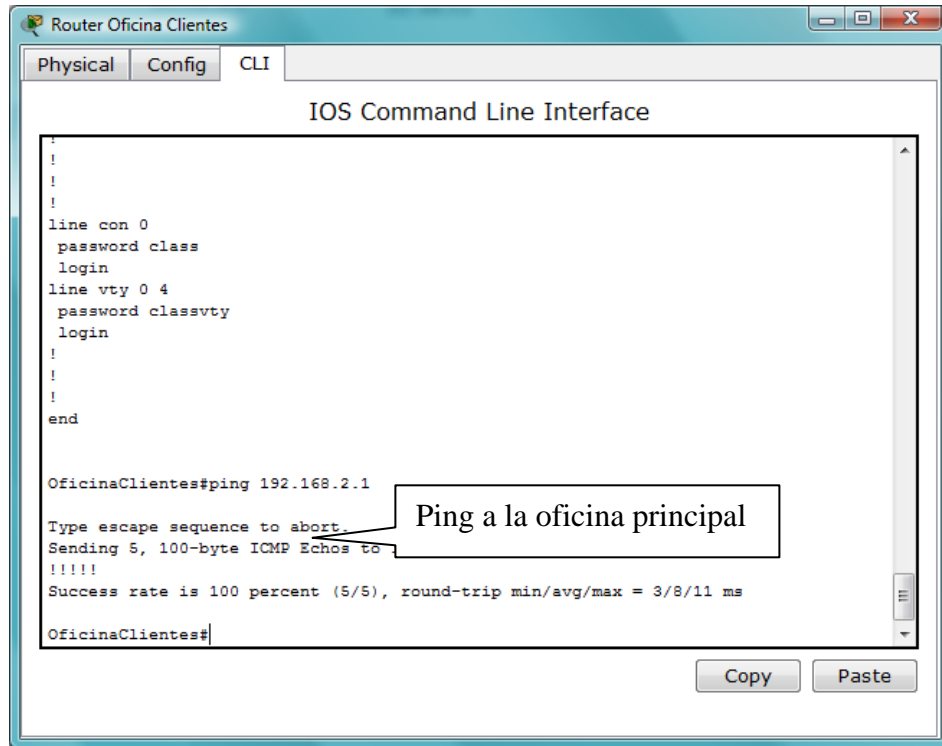 Router Oficina Clientes
Physical Config CLI
IOS Command Line Interface
!
!
!
!
line con 0
password class
login
line vty 0 4
password classvty
login
!
!
!
end
OficinaClientes#ping 192.168.2.1
Type escape sequence to abort.
Sending 5, 100-byte ICMP Echos to
Ping a la oficina principal
!!!!!
Success rate is 100 percent (5/5), round-trip min/avg/max = 3/8/11 ms
OficinaClientes#
Copy Paste